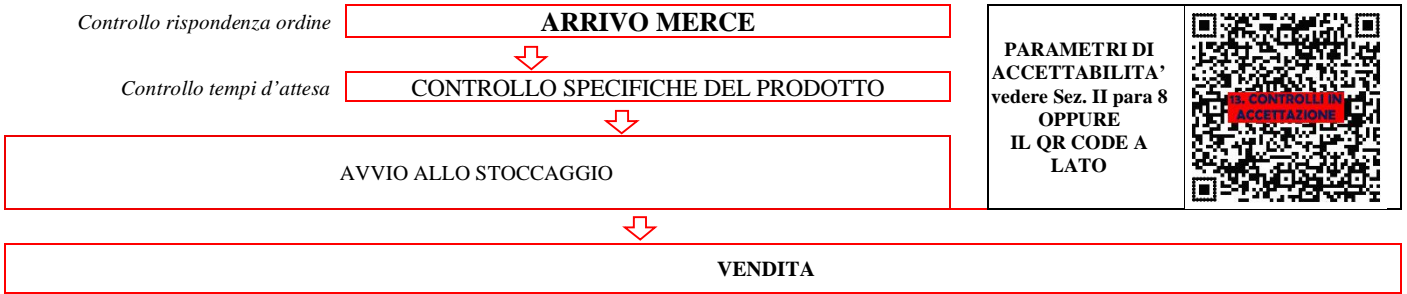 Controllo rispondenza ordine
ARRIVO MERCE
Controllo tempi d'attesa
CONTROLLO SPECIFICHE DEL PRODOTTO
AVVIO ALLO STOCCAGGIO
PARAMETRI DI
ACCETTABILITA’
vedere Sez. II para 8
OPPURE
IL QR CODE A
LATO
13. CONTROLLI IN
ACCETTAZIONE
VENDITA